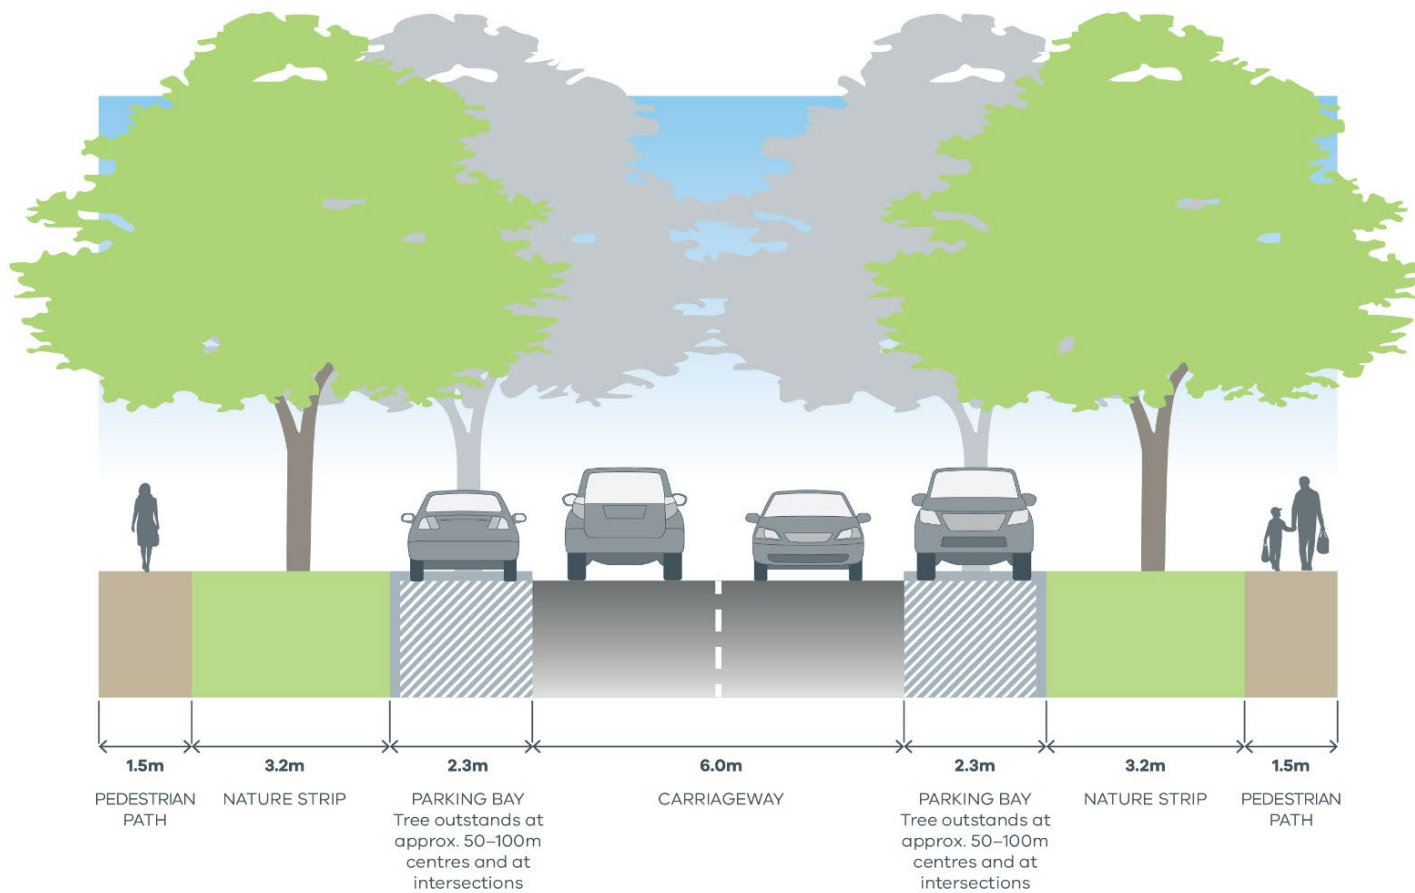 1.5m
3.2m
2.3m
6.0m
2.3m
3.2m
1.5m
PEDESTRIAN
PATH
NATURE STRIP
PARKING BAY
Tree outstands at
approx. 50–100m
centres and at
intersections
CARRIAGEWAY
PARKING BAY
Tree outstands at
approx. 50–100m
centres and at
intersections
NATURE STRIP
PEDESTRIAN
PATH